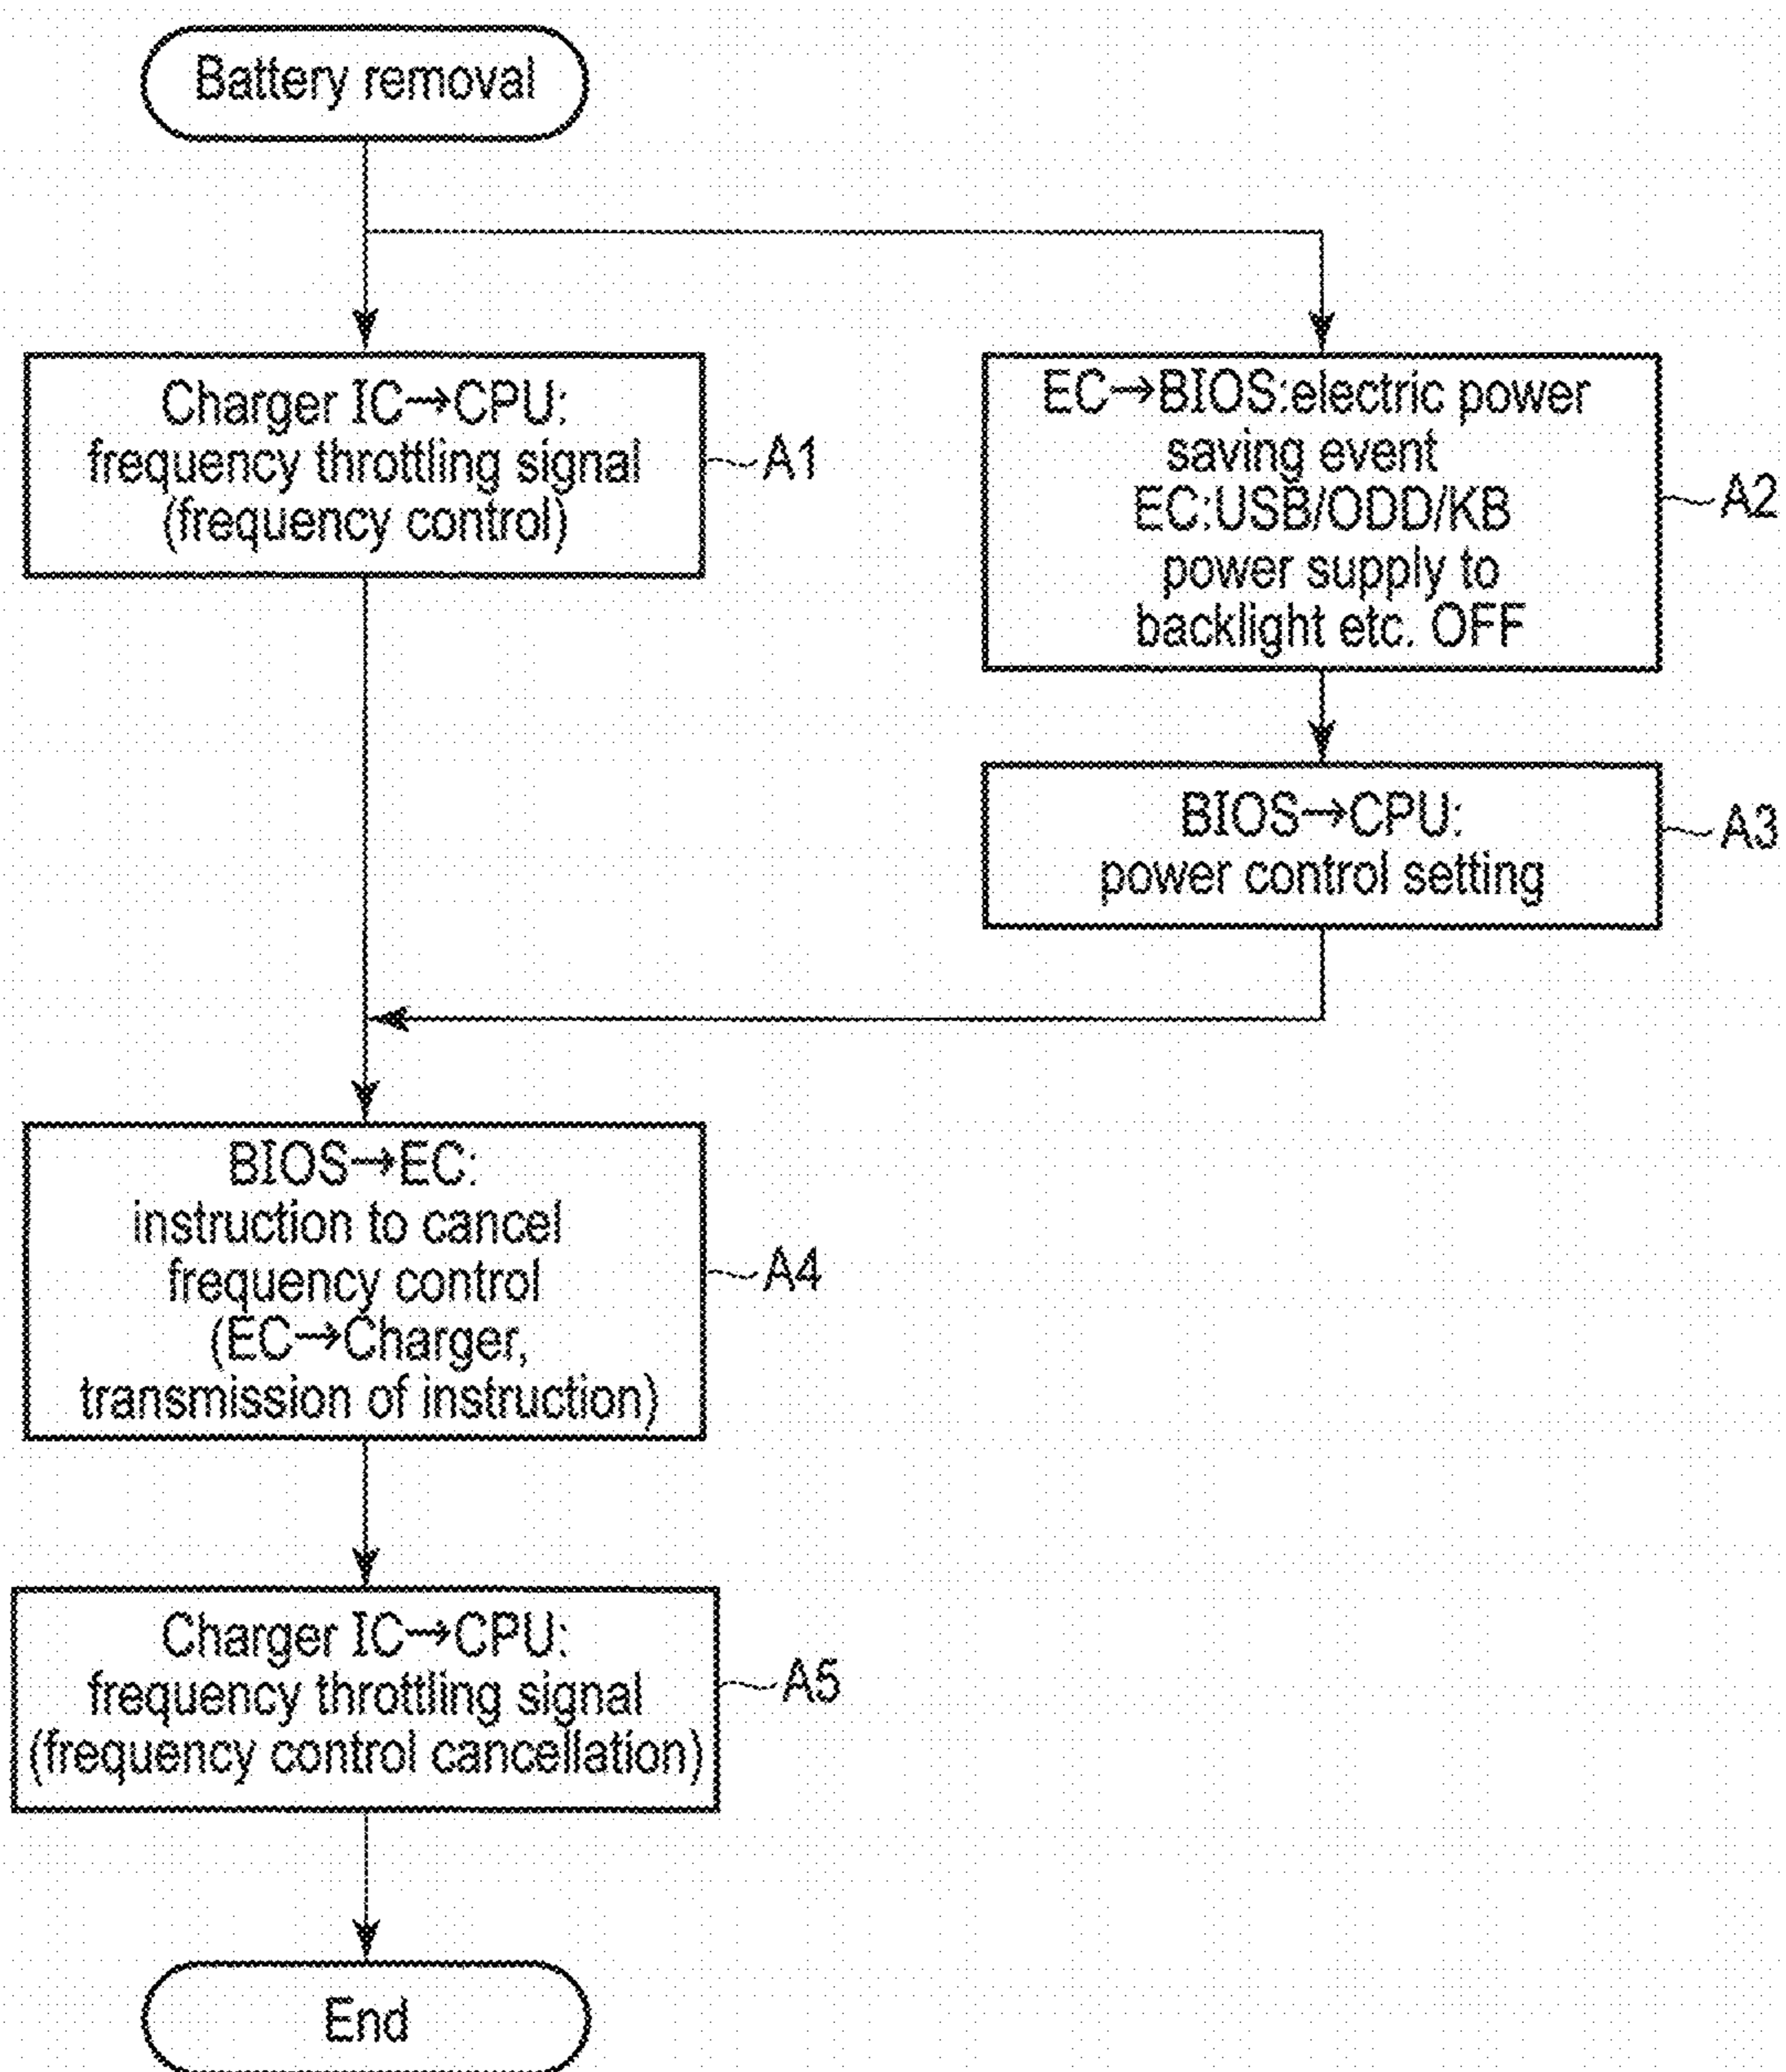 Battery removal
Charger IC→CPU:
frequency throttling signal
(frequency control)
A1
EC→BIOS:electric power
saving event
EC:USB/ODD/KB
power supply to
backlight etc. OFF
A2
BIOS→CPU:
power control setting
A3
BIOS→EC:
instruction to cancel
frequency control
(EC→Charger,
transmission of instruction)
A4
Charger IC→CPU:
frequency throttling signal
(frequency control cancellation)
A5
End